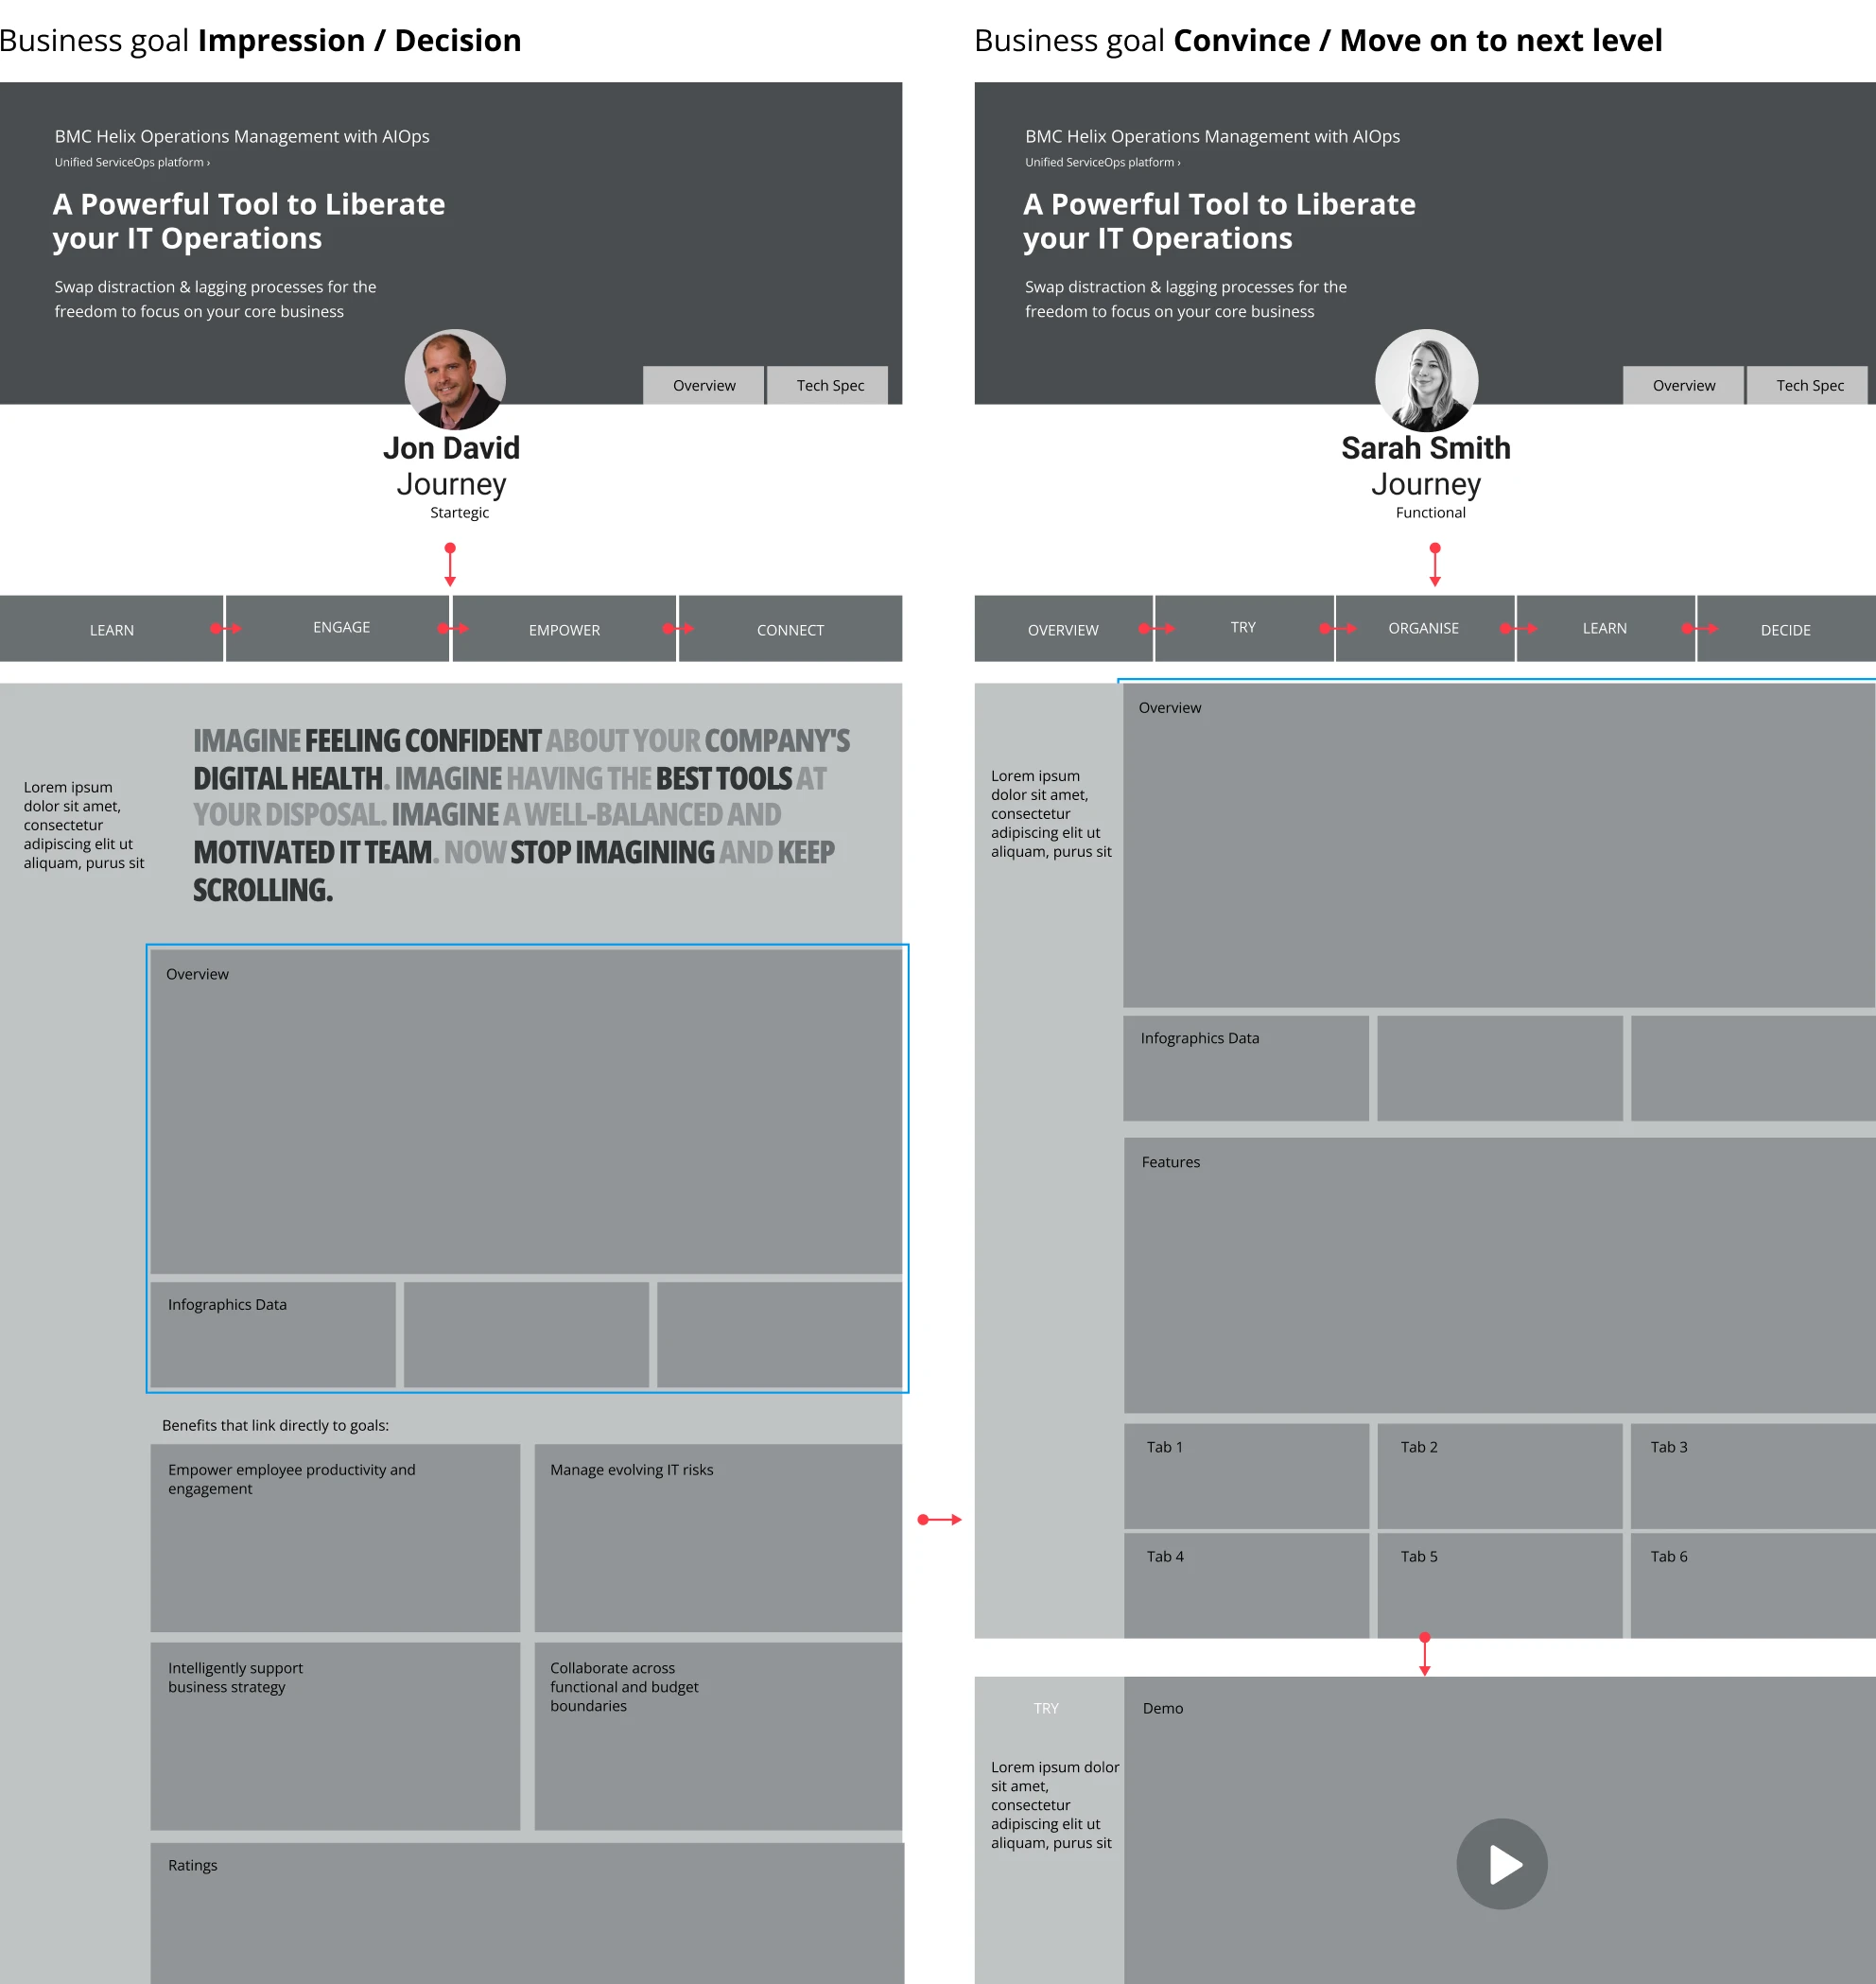 Business goal Impression / Decision
BMC Helix Operations Management with AIOps
Unified ServiceOps platform ›
A Powerful Tool to Liberate
your IT Operations
Swap distraction & lagging processes for the
freedom to focus on your core business
Overview
Tech Spec
Jon David
Journey
Startegic
LEARN
ENGAGE
EMPOWER
CONNECT
Lorem ipsum
dolor sit amet,
consectetur
adipiscing elit ut
aliquam, purus sit
IMAGINE FEELING CONFIDENT ABOUT YOUR COMPANY'S
DIGITAL HEALTH. IMAGINE HAVING THE BEST TOOLS AT
YOUR DISPOSAL. IMAGINE A WELL-BALANCED AND
MOTIVATED IT TEAM. NOW STOP IMAGINING AND KEEP
SCROLLING.
Overview
Infographics Data
Benefits that link directly to goals:
Empower employee productivity and
engagement
Manage evolving IT risks
Intelligently support
business strategy
Collaborate across
functional and budget
boundaries
Ratings
Business goal Convince / Move on to next level
BMC Helix Operations Management with AIOps
Unified ServiceOps platform ›
A Powerful Tool to Liberate
your IT Operations
Swap distraction & lagging processes for the
freedom to focus on your core business
Overview
Tech Spec
Sarah Smith
Journey
Functional
OVERVIEW
TRY
ORGANISE
LEARN
DECIDE
Lorem ipsum
dolor sit amet,
consectetur
adipiscing elit ut
aliquam, purus sit
Overview
Infographics Data
Features
Tab 1
Tab 2
Tab 3
Tab 4
Tab 5
Tab 6
TRY
Lorem ipsum dolor
sit amet,
consectetur
adipiscing elit ut
aliquam, purus sit
Demo